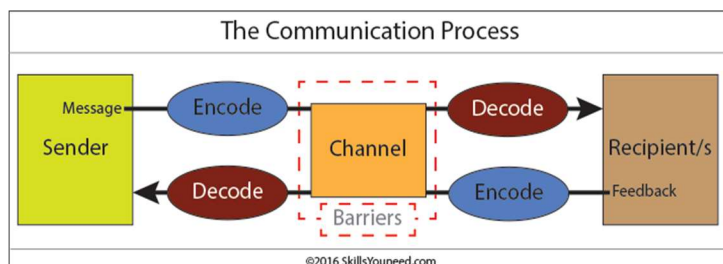 The Communication Process
Message
Encode
Decode
Sender
Channel
Recipient/s
Decode
Encode
Feedback
Barriers
©2016 SkillsYouneed.com